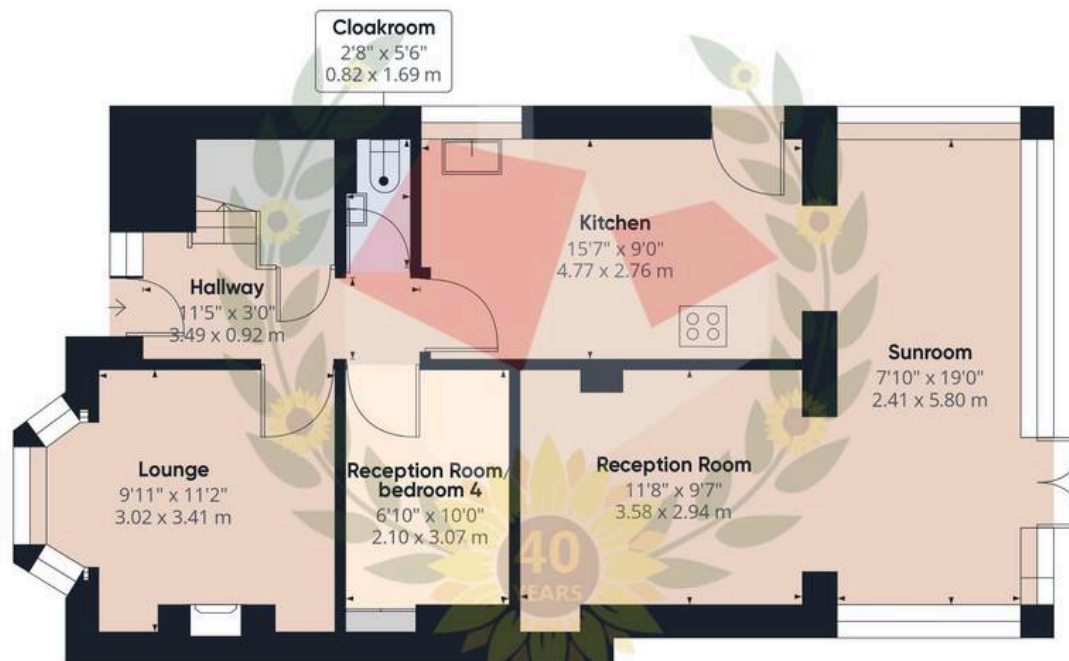 Cloakroom
2'8" x 5'6"
0.82 x 1.69 m
Kitchen
15'7" x 9'0"
4.77 x 2.76 m
Hallway
11'5" x 3'0"
3.49 x 0.92 m
Sunroom
7'10" x 19'0"
2.41 x 5.80 m
Lounge
9'11" x 11'2"
3.02 x 3.41 m
Reception Room/
bedroom 4
6'10" x 10'0"
2.10 x 3.07 m
Reception Room
11'8" x 9'7"
3.58 x 2.94 m
40
YEARS